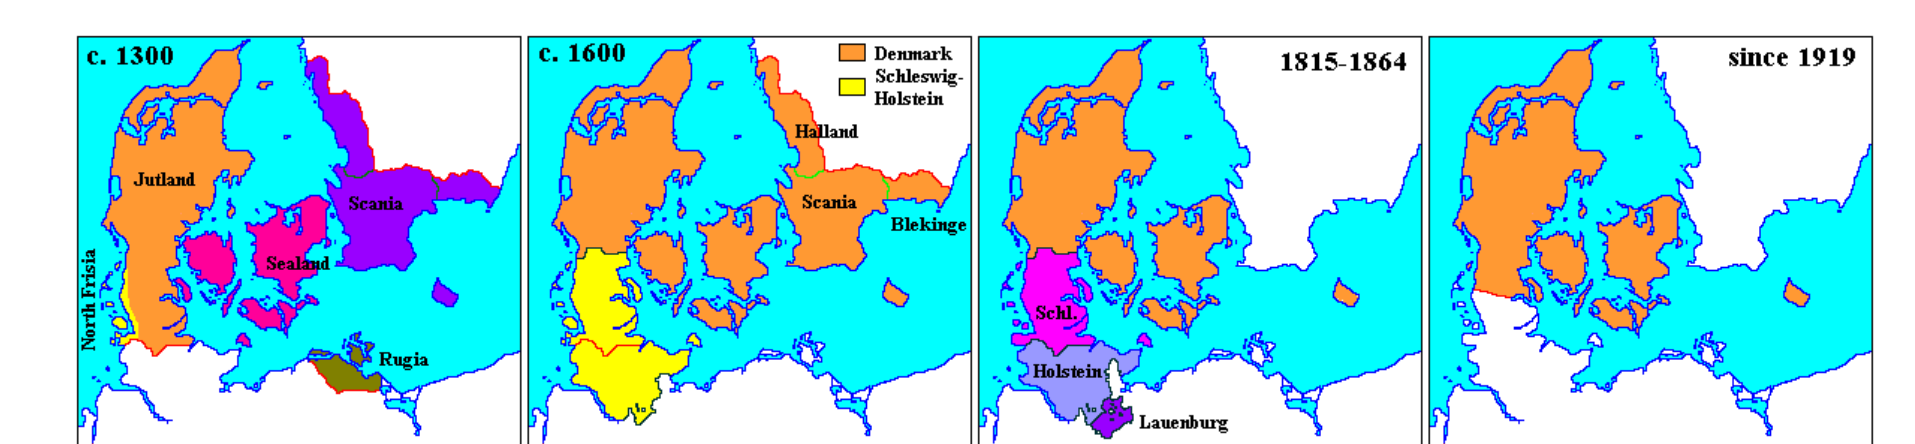 c. 1300
Jutland
Scania
Sealand
North Frisia
Rugia
c. 1600
Denmark
Schleswig-
Holstein
Halland
Scania
Blekinge
1815-1864
Schl.
Holstein
Lauenburg
since 1919